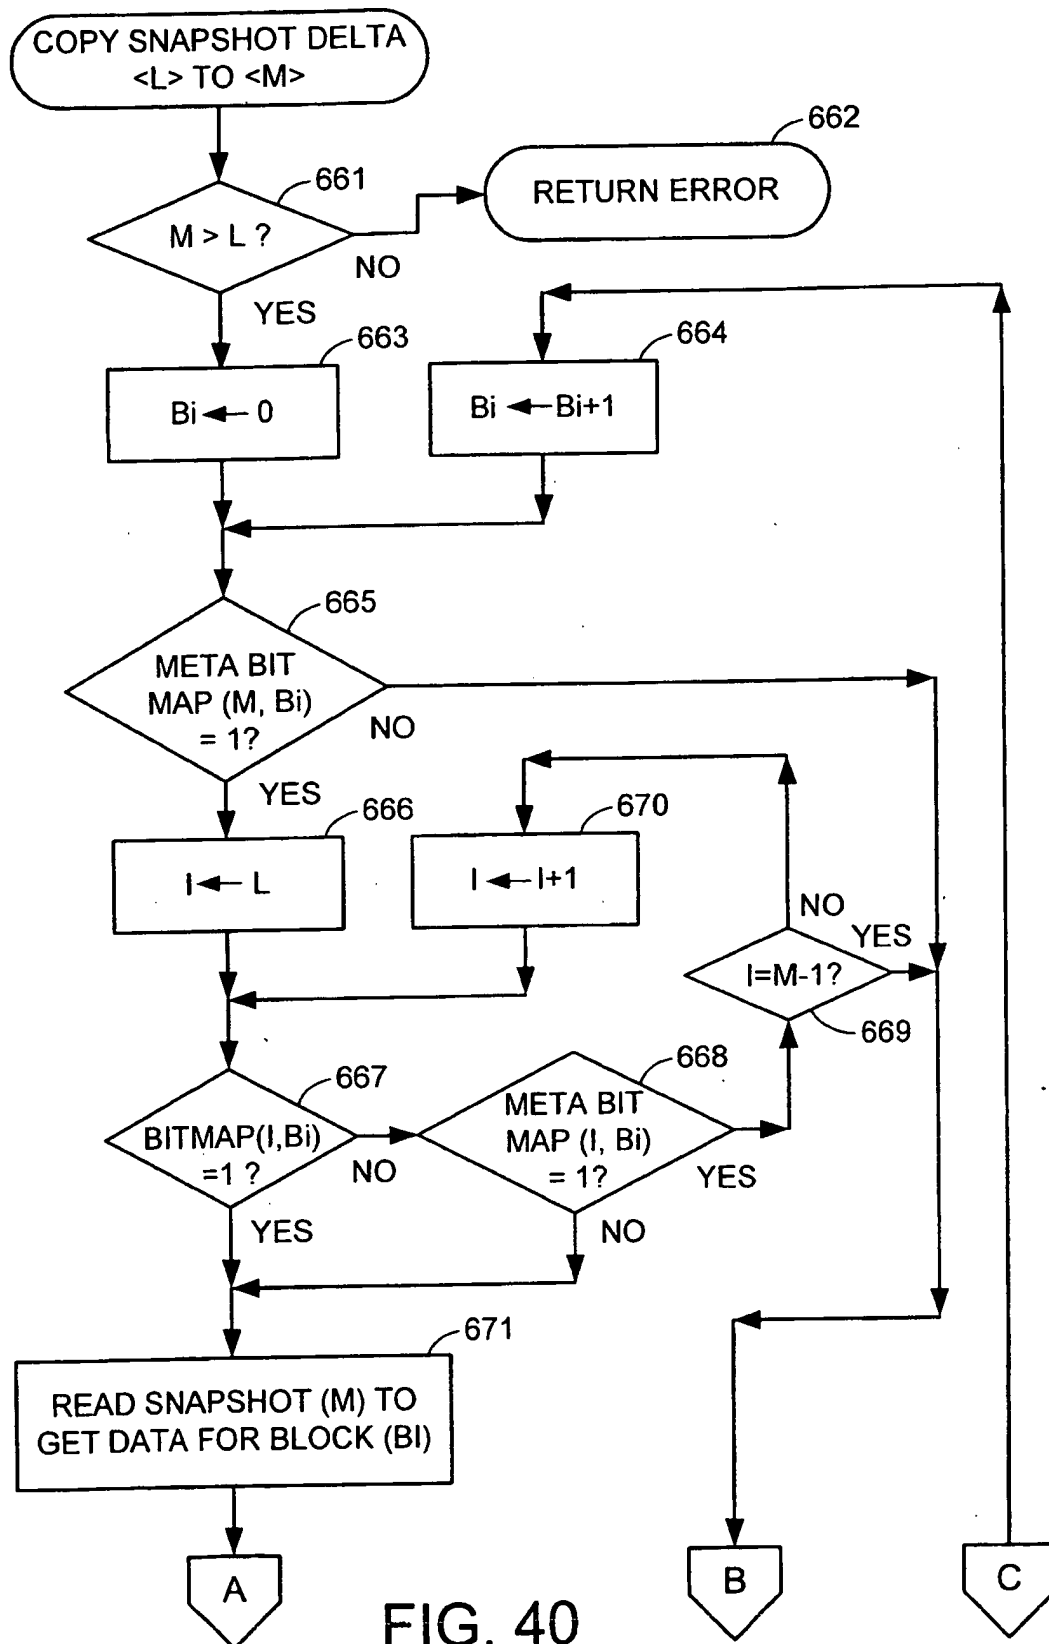 COPY SNAPSHOT DELTA
<L> TO <M>
662
RETURN ERROR
661
M > L ?
NO
YES
663
Bi ← 0
664
Bi ← Bi+1
665
META BIT
MAP (M, Bi)
= 1?
NO
YES
666
I ← L
670
I ← I+1
NO
YES
I=M-1?
669
667
BITMAP(I,Bi)
=1 ?
NO
YES
668
META BIT
MAP (I, Bi)
= 1?
YES
NO
671
READ SNAPSHOT (M) TO
GET DATA FOR BLOCK (BI)
A
B
C
FIG. 40